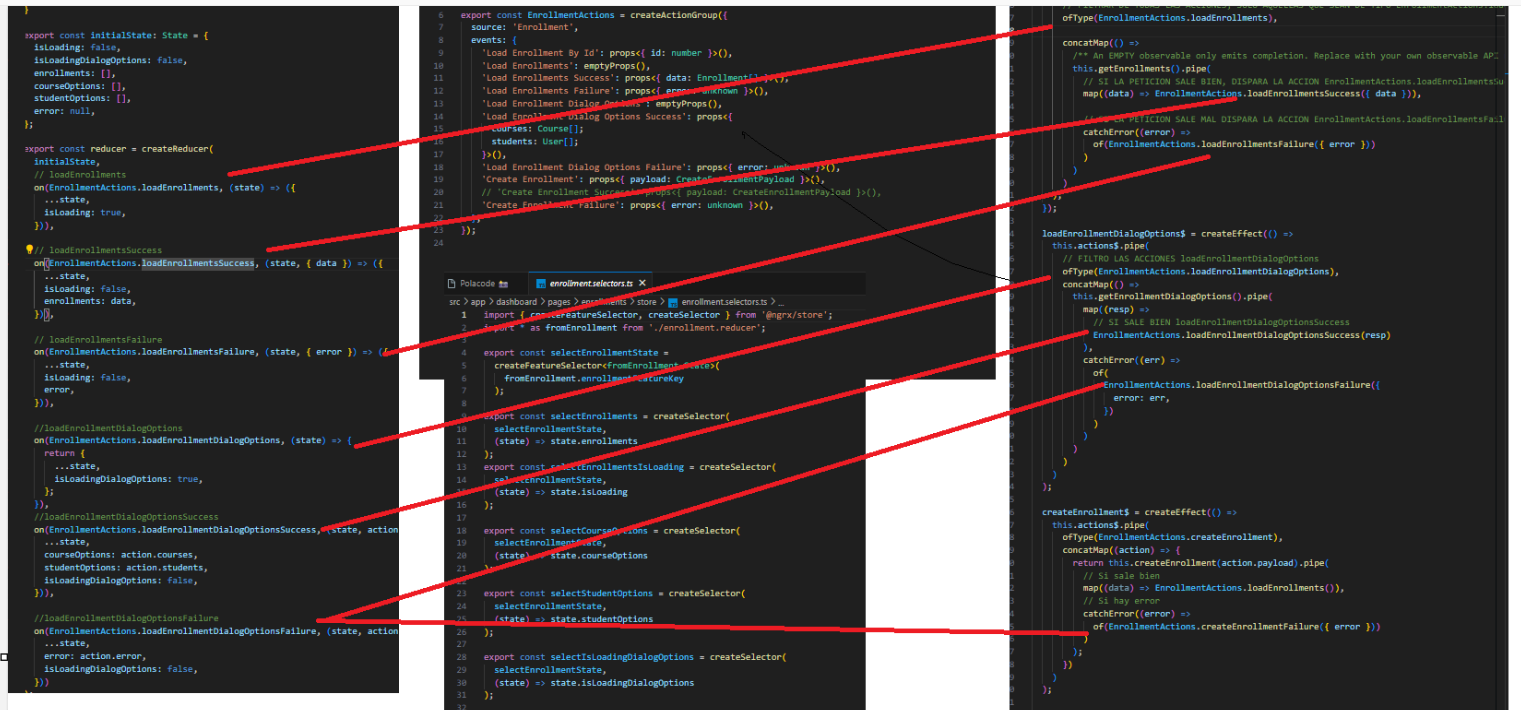 }
export const initialState: State = {
isLoading: false,
isLoadingDialogOptions: false,
enrollments: [],
courseOptions: [],
studentOptions: [],
error: null,
};
export const reducer = createReducer(
initialState,
// loadEnrollments
on(EnrollmentActions.loadEnrollments, (state) => ({
...state,
isLoading: true,
})),
// loadEnrollmentsSuccess
on(EnrollmentActions.loadEnrollmentsSuccess, (state, { data }) => ({
...state,
isLoading: false,
enrollments: data,
})),
// loadEnrollmentsFailure
on(EnrollmentActions.loadEnrollmentsFailure, (state, { error }) => ({
...state,
isLoading: false,
error,
})),
//loadEnrollmentDialogOptions
on(EnrollmentActions.loadEnrollmentDialogOptions, (state) => {
return {
...state,
isLoadingDialogOptions: true,
};
}),
//loadEnrollmentDialogOptionsSuccess
on(EnrollmentActions.loadEnrollmentDialogOptionsSuccess, (state, action
...state,
courseOptions: action.courses,
studentOptions: action.students,
isLoadingDialogOptions: false,
})),
//loadEnrollmentDialogOptionsFailure
on(EnrollmentActions.loadEnrollmentDialogOptionsFailure, (state, action
...state,
error: action.error,
isLoadingDialogOptions: false,
}))
6 export const EnrollmentActions = createActionGroup({
7 source: 'Enrollment',
8 events: {
9 'Load Enrollment By Id': props<{ id: number }>(),
10 'Load Enrollments': emptyProps(),
11 'Load Enrollments Success': props<{ data: Enrollment[] }>(),
12 'Load Enrollments Failure': props<{ error: unknown }>(),
13 'Load Enrollment Dialog Options': emptyProps(),
14 'Load Enrollment Dialog Options Success': props<{
15 courses: Course[];
16 students: User[];
17 }>(),
18 'Load Enrollment Dialog Options Failure': props<{ error: unknown }>(),
19 'Create Enrollment': props<{ payload: CreateEnrollmentPayload }>(),
20 // 'Create Enrollment Success': props<{ payload: CreateEnrollmentPayload }>(),
21 'Create Enrollment Failure': props<{ error: unknown }>(),
22 },
23 });
24
Polacode enrollment.selectors.ts
src > app > dashboard > pages > enrollments > store > enrollment.selectors.ts > ...
1 import { createFeatureSelector, createSelector } from '@ngrx/store';
2 import * as fromEnrollment from './enrollment.reducer';
3
4 export const selectEnrollmentState =
5 createFeatureSelector<fromEnrollment.State>(
6 fromEnrollment.enrollmentFeatureKey
7 );
8
9 export const selectEnrollments = createSelector(
10 selectEnrollmentState,
11 (state) => state.enrollments
12 );
13 export const selectEnrollmentsIsLoading = createSelector(
14 selectEnrollmentState,
15 (state) => state.isLoading
16 );
17
18 export const selectCourseOptions = createSelector(
19 selectEnrollmentState,
20 (state) => state.courseOptions
21 );
22
23 export const selectStudentOptions = createSelector(
24 selectEnrollmentState,
25 (state) => state.studentOptions
26 );
27
28 export const selectIsLoadingDialogOptions = createSelector(
29 selectEnrollmentState,
30 (state) => state.isLoadingDialogOptions
31 );
32
ofType(EnrollmentActions.loadEnrollments),
concatMap(() =>
/** An EMPTY observable only emits completion. Replace with your own observable API
this.getEnrollments().pipe(
// SI LA PETICION SALE BIEN, DISPARA LA ACCION EnrollmentActions.loadEnrollmentsSu
map((data) => EnrollmentActions.loadEnrollmentsSuccess({ data })),
// SI LA PETICION SALE MAL DISPARA LA ACCION EnrollmentActions.loadEnrollmentsFail
catchError((error) =>
of(EnrollmentActions.loadEnrollmentsFailure({ error }))
)
)
)
);
});
loadEnrollmentDialogOptions$ = createEffect(() =>
this.actions$.pipe(
// FILTRO LAS ACCIONES loadEnrollmentDialogOptions
ofType(EnrollmentActions.loadEnrollmentDialogOptions),
concatMap(() =>
this.getEnrollmentDialogOptions().pipe(
map((resp) =>
// SI SALE BIEN loadEnrollmentDialogOptionsSuccess
EnrollmentActions.loadEnrollmentDialogOptionsSuccess(resp)
),
catchError((err) =>
of(
EnrollmentActions.loadEnrollmentDialogOptionsFailure({
error: err,
})
)
)
)
)
)
);
createEnrollment$ = createEffect(() =>
this.actions$.pipe(
ofType(EnrollmentActions.createEnrollment),
concatMap((action) => {
return this.createEnrollment(action.payload).pipe(
// Si sale bien
map((data) => EnrollmentActions.loadEnrollments()),
// Si hay error
catchError((error) =>
of(EnrollmentActions.createEnrollmentFailure({ error }))
)
);
})
)
);